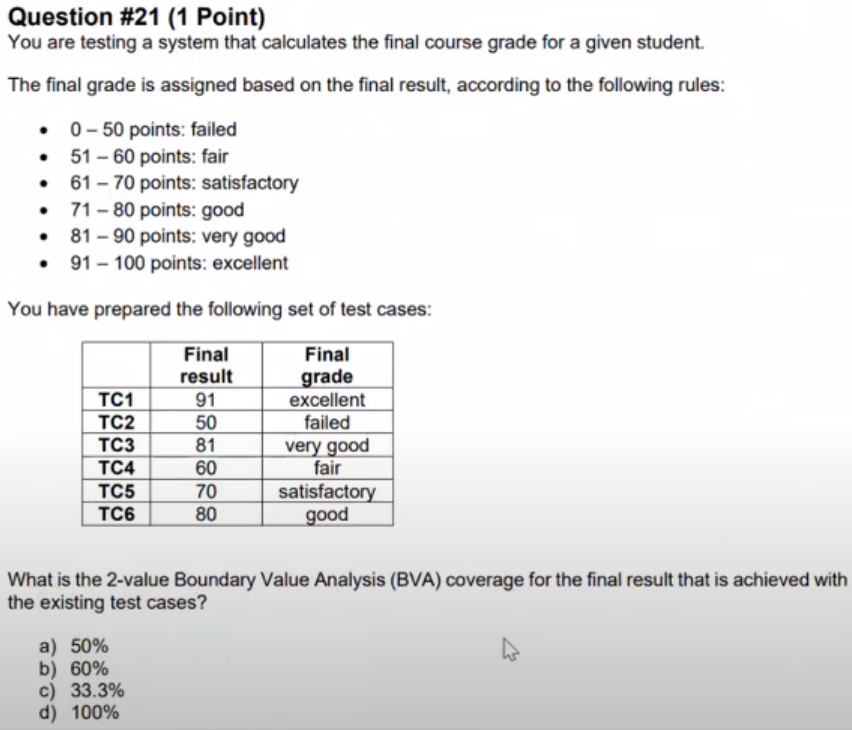 Question #21 (1 Point)
You are testing a system that calculates the final course grade for a given student.
The final grade is assigned based on the final result, according to the following rules:
• 0 – 50 points: failed
• 51 – 60 points: fair
• 61 – 70 points: satisfactory
• 71 – 80 points: good
• 81 – 90 points: very good
• 91 – 100 points: excellent
You have prepared the following set of test cases:
Final result Final grade
TC1 91 excellent
TC2 50 failed
TC3 81 very good
TC4 60 fair
TC5 70 satisfactory
TC6 80 good
What is the 2-value Boundary Value Analysis (BVA) coverage for the final result that is achieved with
the existing test cases?
a) 50%
b) 60%
c) 33.3%
d) 100%